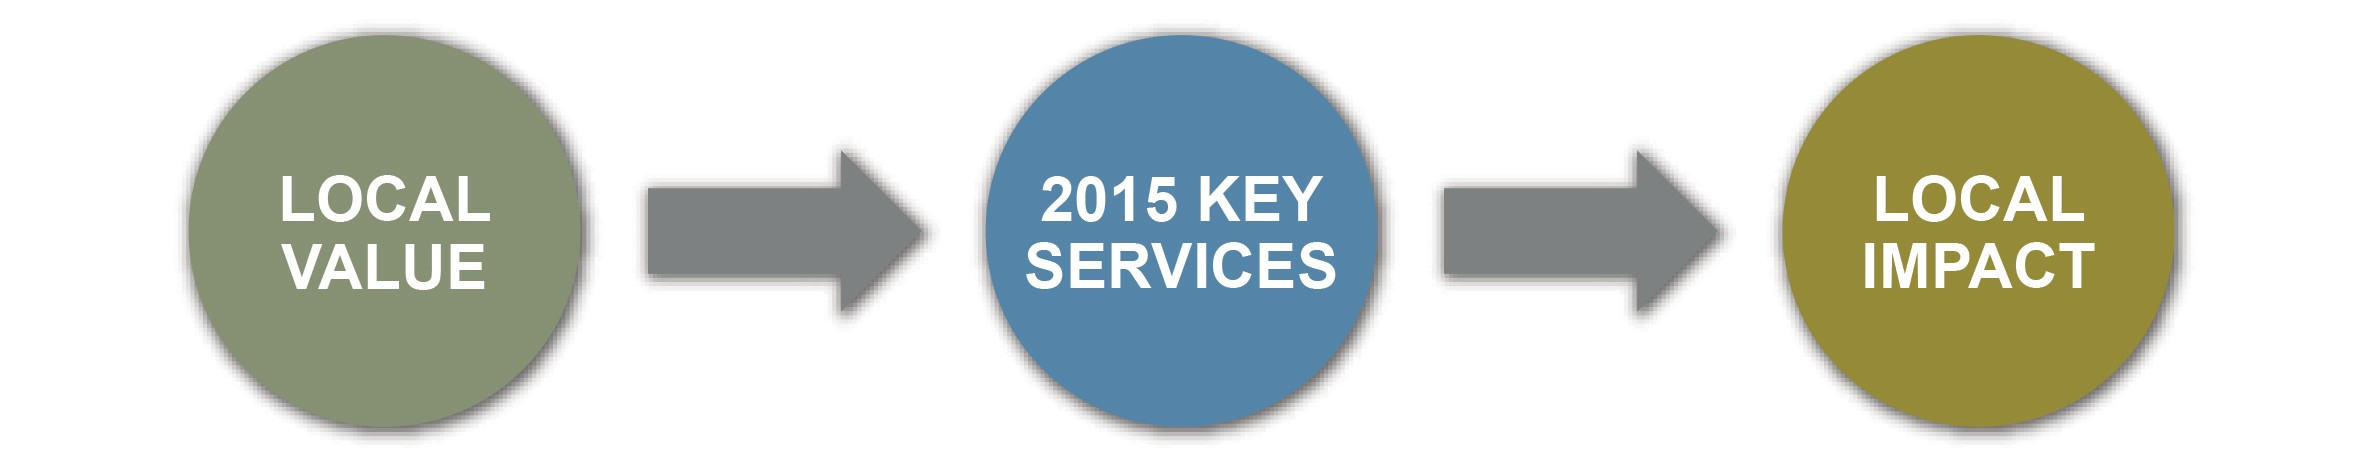 LOCAL
VALUE
2015 KEY
SERVICES
LOCAL
IMPACT